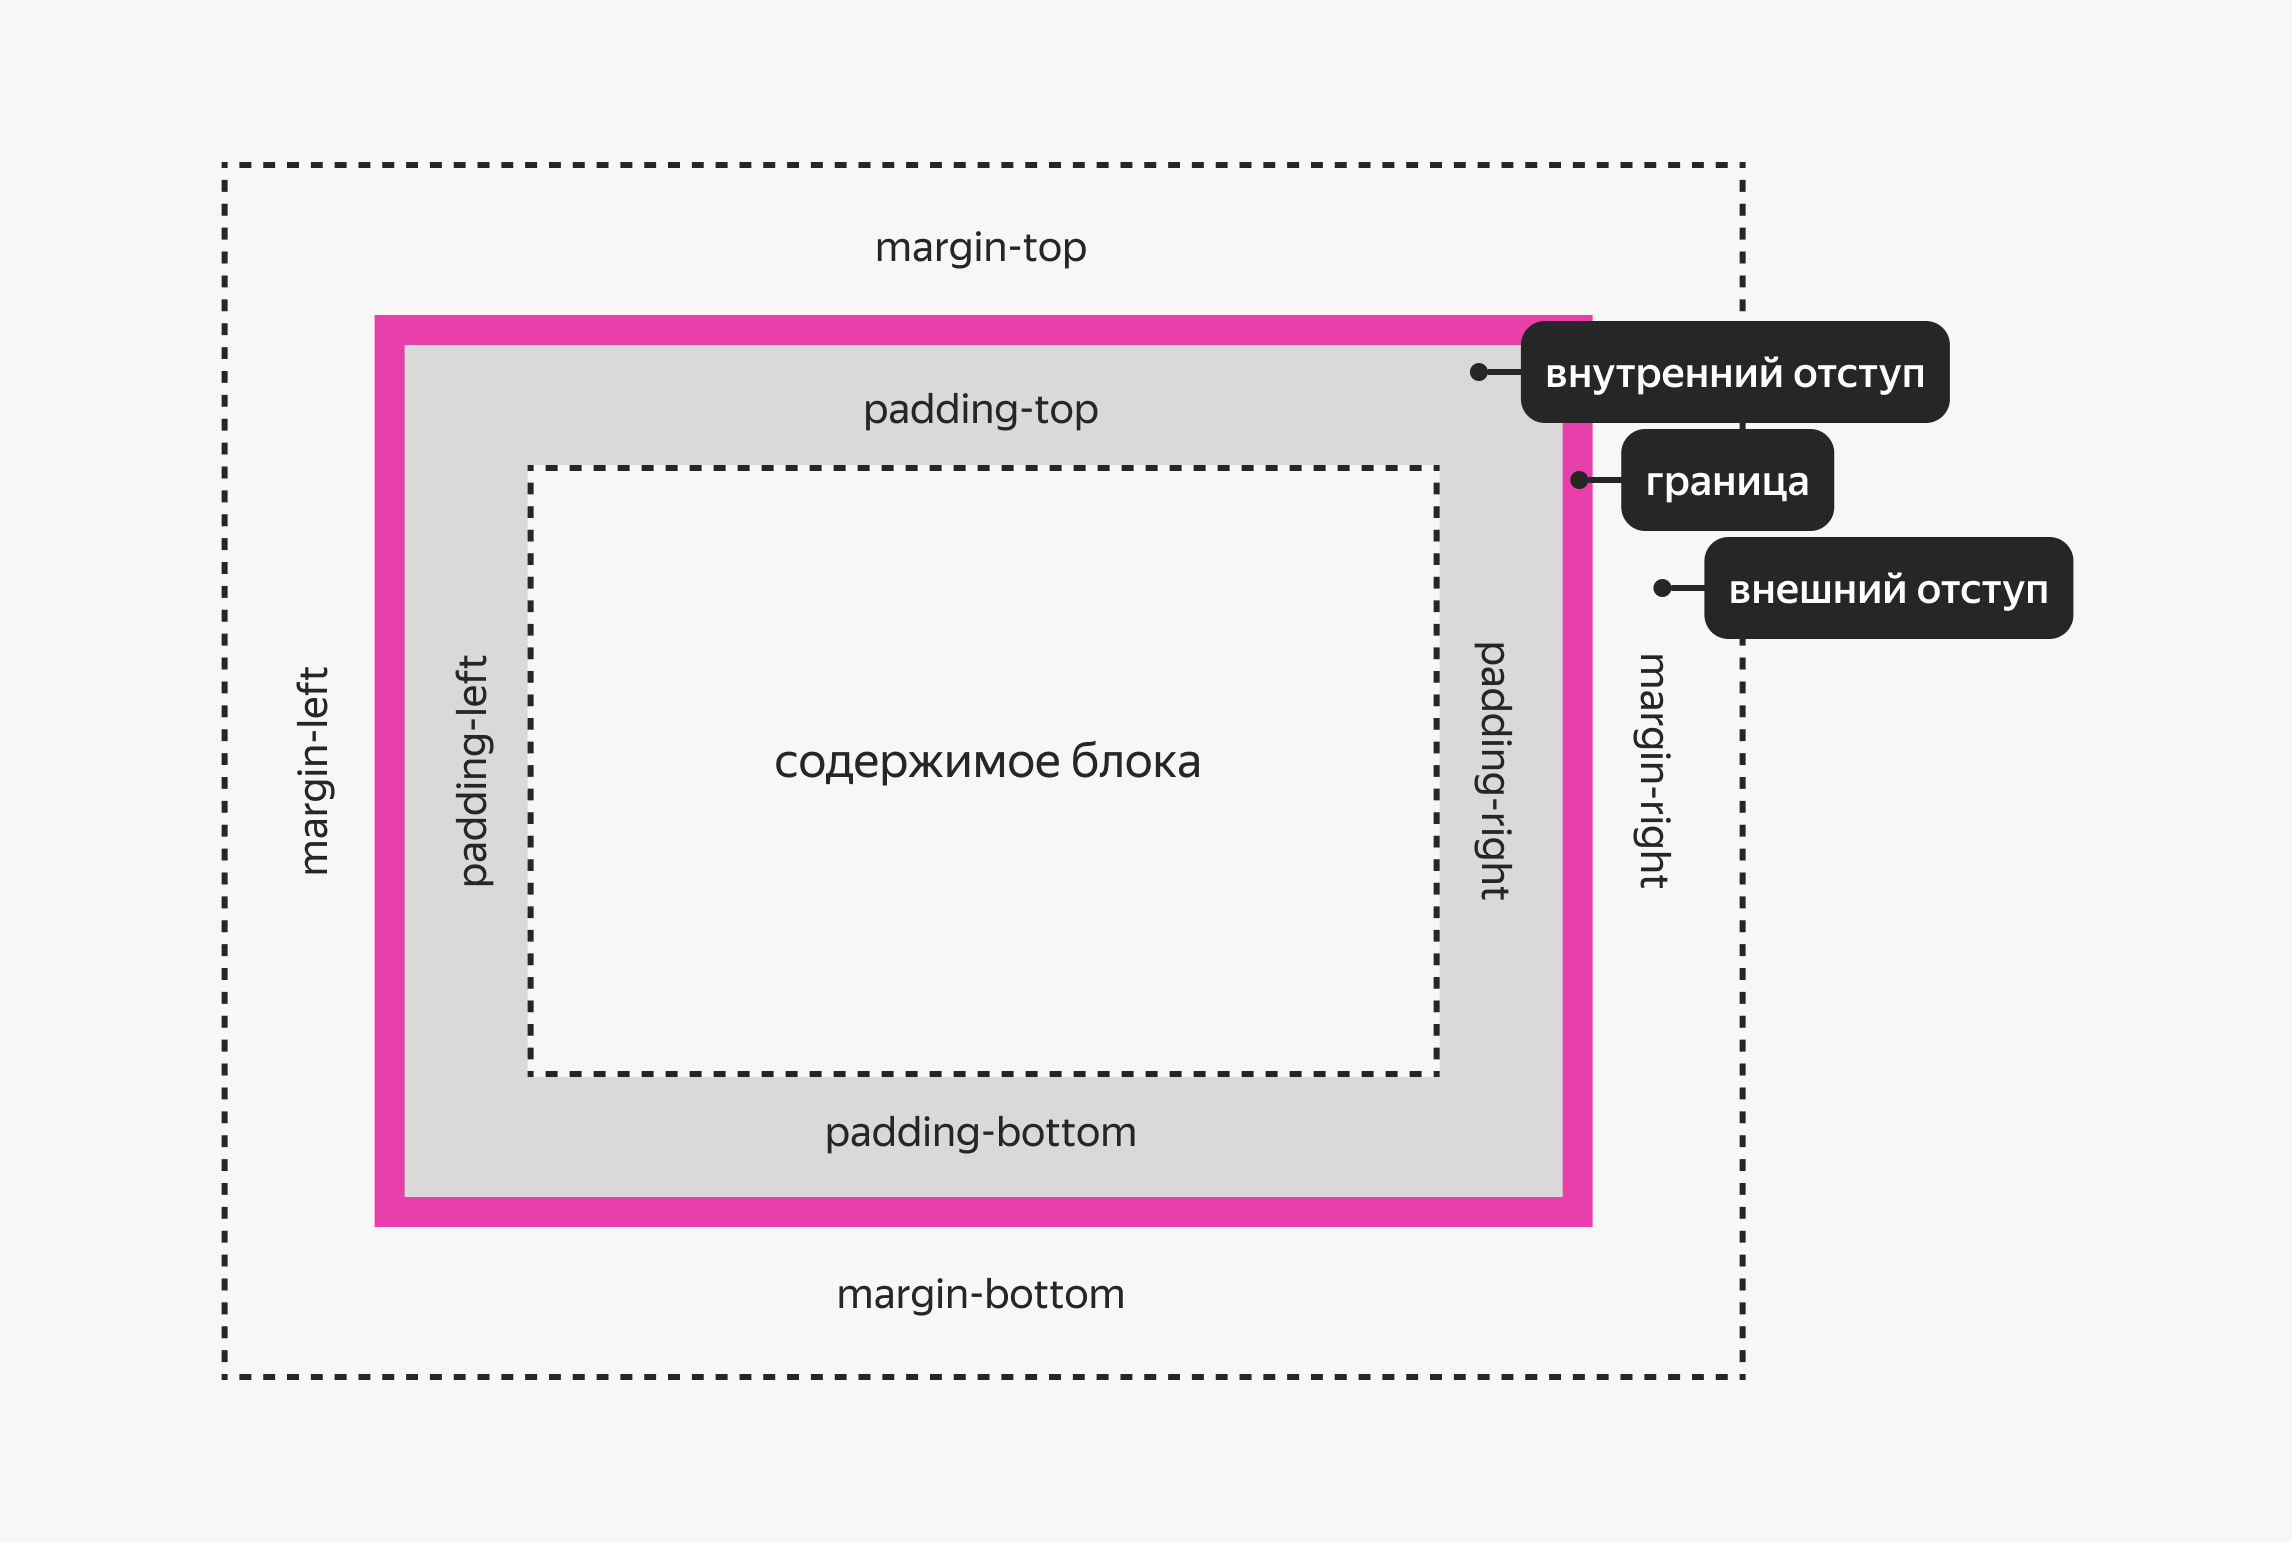 margin-top
внутренний отступ
padding-top
граница
внешний отступ
margin-left
padding-left
содержимое блока
padding-right
margin-right
padding-bottom
margin-bottom